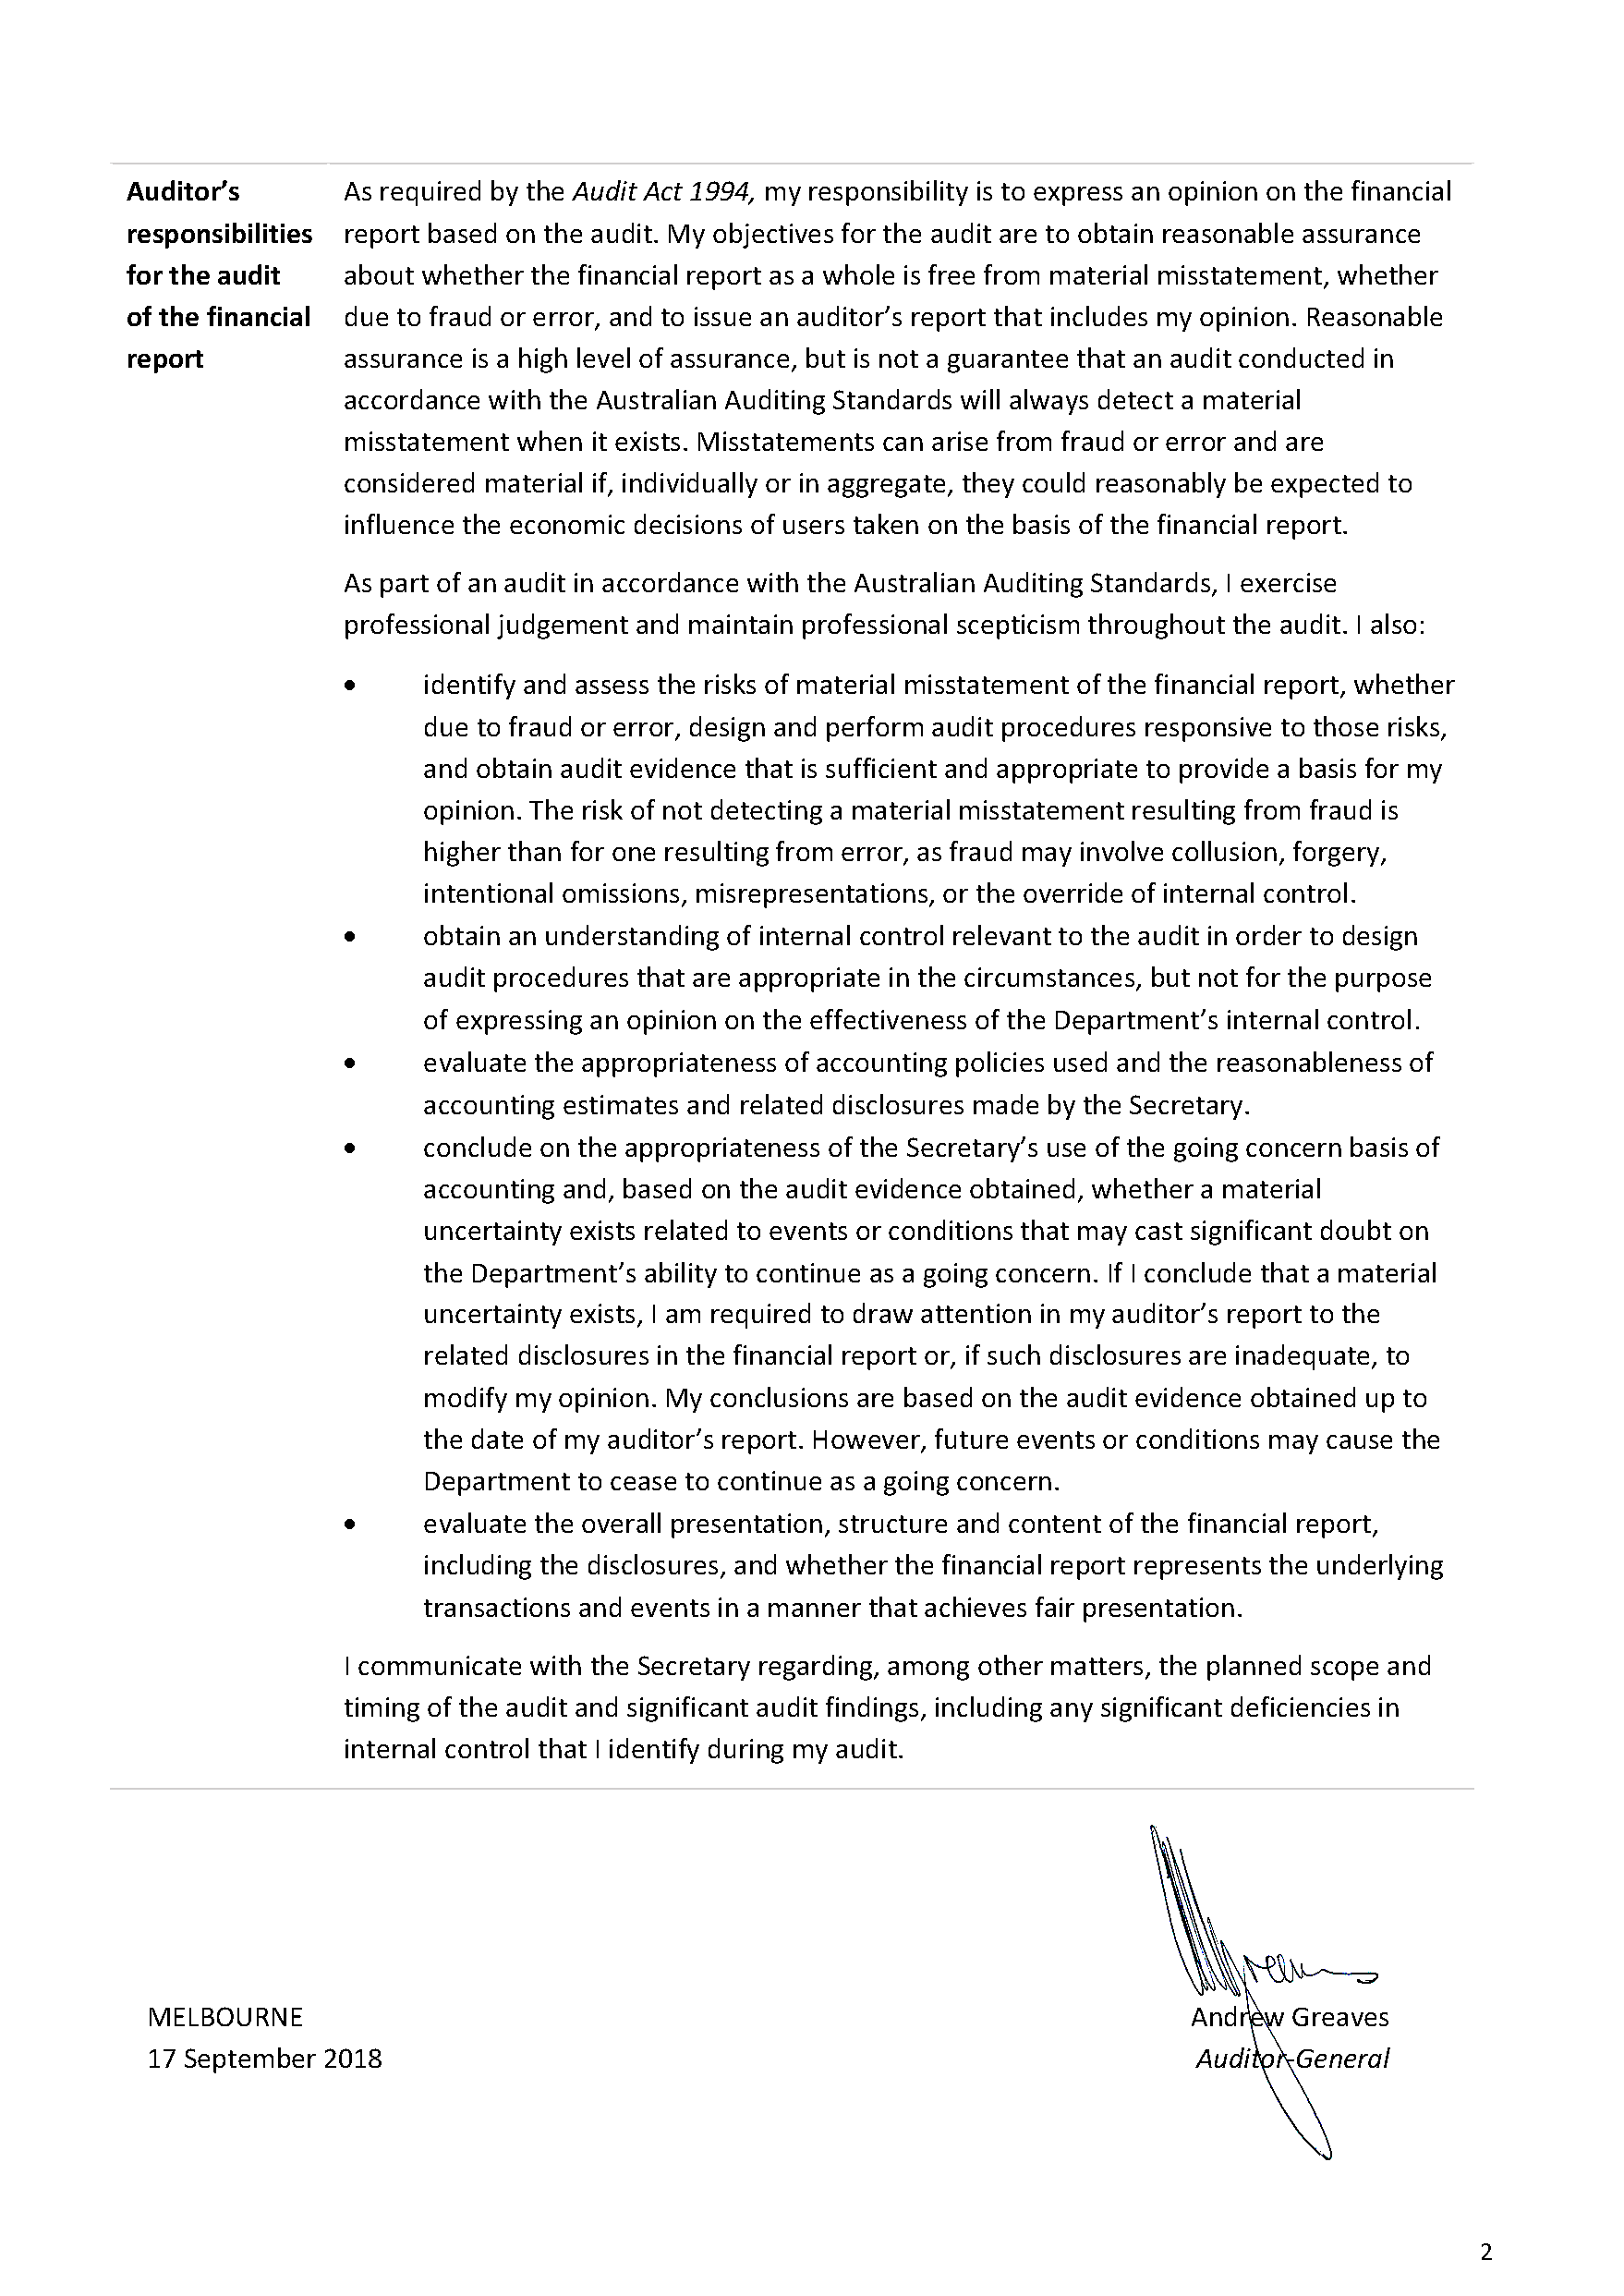 Auditor’s
responsibilities
for the audit
of the financial
report
As required by the Audit Act 1994, my responsibility is to express an opinion on the financial
report based on the audit. My objectives for the audit are to obtain reasonable assurance
about whether the financial report as a whole is free from material misstatement, whether
due to fraud or error, and to issue an auditor’s report that includes my opinion. Reasonable
assurance is a high level of assurance, but is not a guarantee that an audit conducted in
accordance with the Australian Auditing Standards will always detect a material
misstatement when it exists. Misstatements can arise from fraud or error and are
considered material if, individually or in aggregate, they could reasonably be expected to
influence the economic decisions of users taken on the basis of the financial report.
As part of an audit in accordance with the Australian Auditing Standards, I exercise
professional judgement and maintain professional scepticism throughout the audit. I also:
• identify and assess the risks of material misstatement of the financial report, whether
due to fraud or error, design and perform audit procedures responsive to those risks,
and obtain audit evidence that is sufficient and appropriate to provide a basis for my
opinion. The risk of not detecting a material misstatement resulting from fraud is
higher than for one resulting from error, as fraud may involve collusion, forgery,
intentional omissions, misrepresentations, or the override of internal control.
• obtain an understanding of internal control relevant to the audit in order to design
audit procedures that are appropriate in the circumstances, but not for the purpose
of expressing an opinion on the effectiveness of the Department’s internal control.
• evaluate the appropriateness of accounting policies used and the reasonableness of
accounting estimates and related disclosures made by the Secretary.
• conclude on the appropriateness of the Secretary’s use of the going concern basis of
accounting and, based on the audit evidence obtained, whether a material
uncertainty exists related to events or conditions that may cast significant doubt on
the Department’s ability to continue as a going concern. If I conclude that a material
uncertainty exists, I am required to draw attention in my auditor’s report to the
related disclosures in the financial report or, if such disclosures are inadequate, to
modify my opinion. My conclusions are based on the audit evidence obtained up to
the date of my auditor’s report. However, future events or conditions may cause the
Department to cease to continue as a going concern.
• evaluate the overall presentation, structure and content of the financial report,
including the disclosures, and whether the financial report represents the underlying
transactions and events in a manner that achieves fair presentation.
I communicate with the Secretary regarding, among other matters, the planned scope and
timing of the audit and significant audit findings, including any significant deficiencies in
internal control that I identify during my audit.
MELBOURNE
17 September 2018
Andrew Greaves
Auditor-General
2